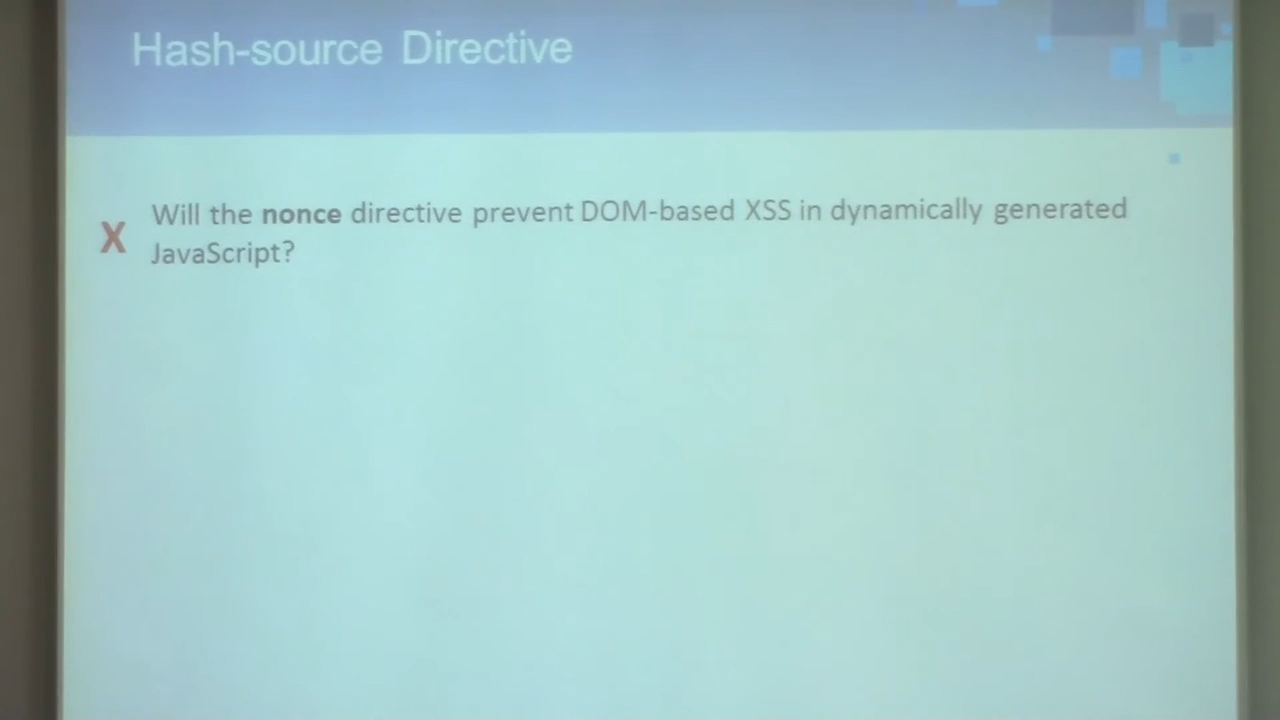 Hash-source Directive
X
Will the nonce directive prevent DOM-based XSS in dynamically generated
JavaScript?